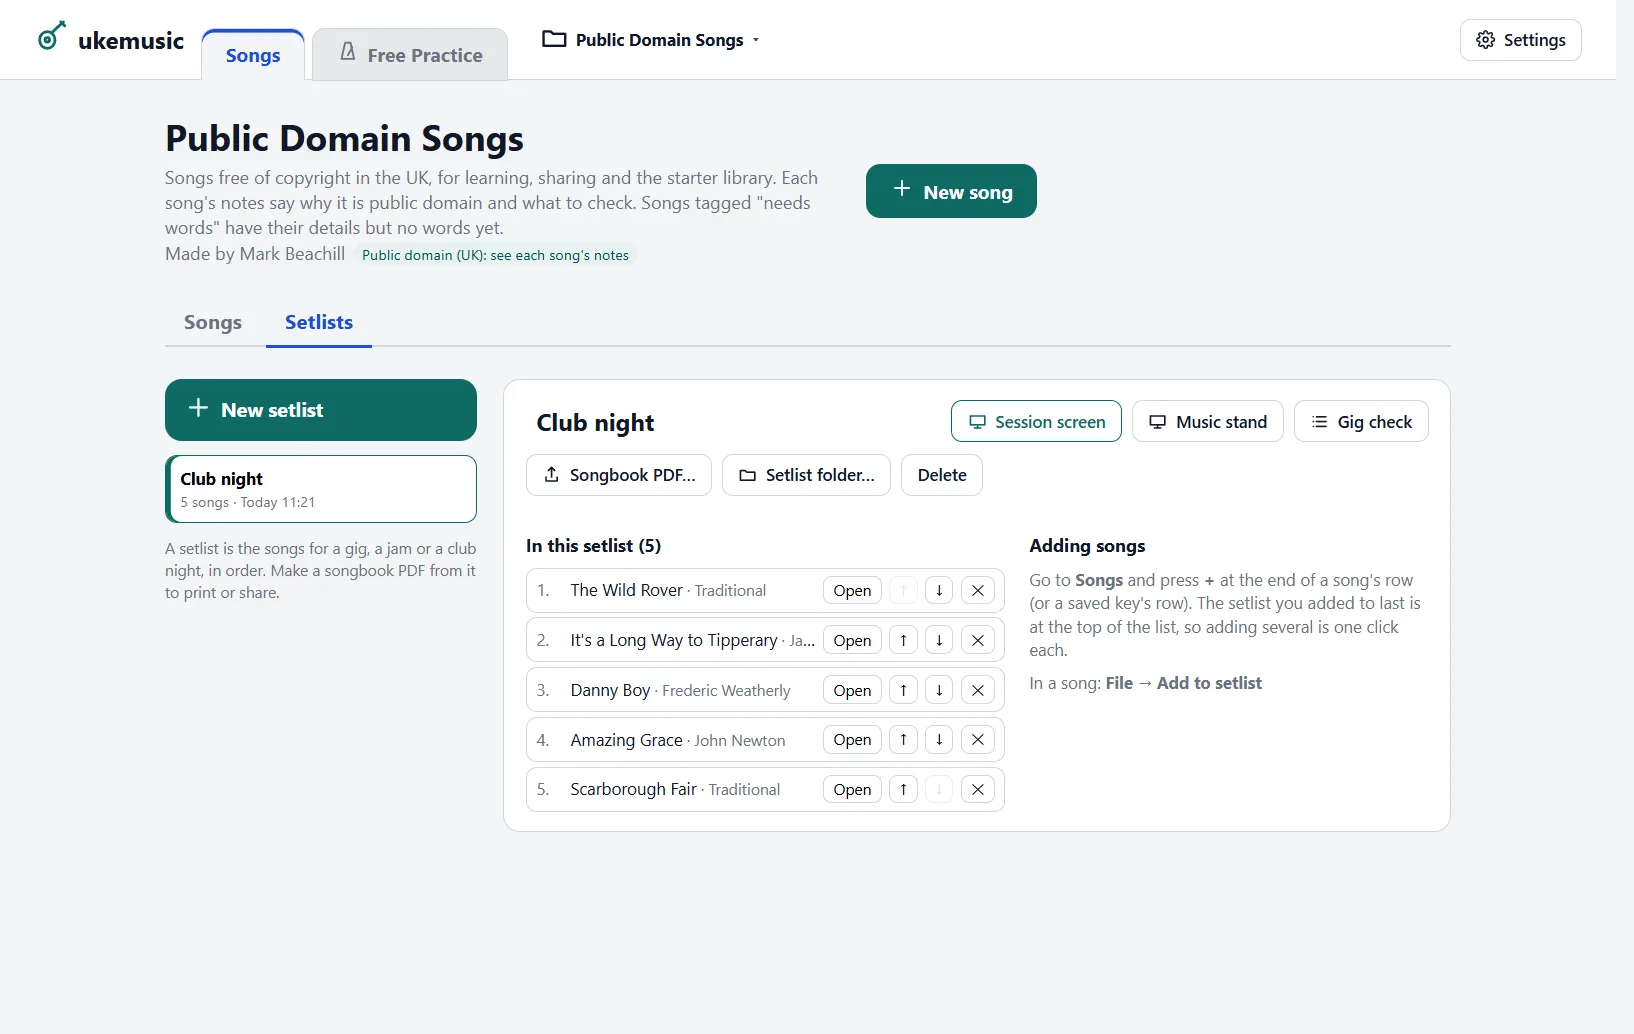 ukemusic
Songs
Free Practice
Public Domain Songs
Settings
Public Domain Songs
Songs free of copyright in the UK, for learning, sharing and the starter library. Each
song's notes say why it is public domain and what to check. Songs tagged "needs
words" have their details but no words yet.
Made by Mark Beachill Public domain (UK): see each song's notes
+ New song
Songs
Setlists
+ New setlist
Club night
5 songs · Today 11:21
A setlist is the songs for a gig, a jam or a club
night, in order. Make a songbook PDF from it
to print or share.
Club night
Session screen
Music stand
Gig check
Songbook PDF...
Setlist folder...
Delete
In this setlist (5)
1. The Wild Rover · Traditional Open ↑ ↓ ×
2. It's a Long Way to Tipperary · Ja... Open ↑ ↓ ×
3. Danny Boy · Frederic Weatherly Open ↑ ↓ ×
4. Amazing Grace · John Newton Open ↑ ↓ ×
5. Scarborough Fair · Traditional Open ↑ ↓ ×
Adding songs
Go to Songs and press + at the end of a song's row
(or a saved key's row). The setlist you added to last is
at the top of the list, so adding several is one click
each.
In a song: File → Add to setlist